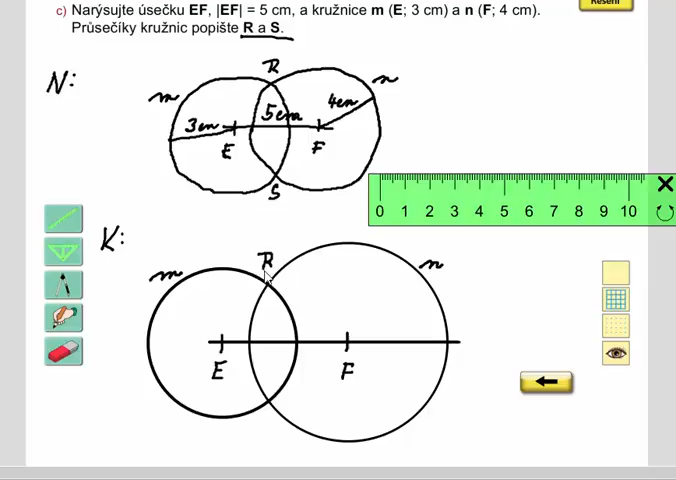 Řešení
c) Narýsujte úsečku EF, |EF| = 5 cm, a kružnice m (E; 3 cm) a n (F; 4 cm).
Průsečíky kružnic popište R a S.
N:
R
m
n
3cm
5cm
4cm
E
F
S
0 1 2 3 4 5 6 7 8 9 10
K:
R
m
n
E
F